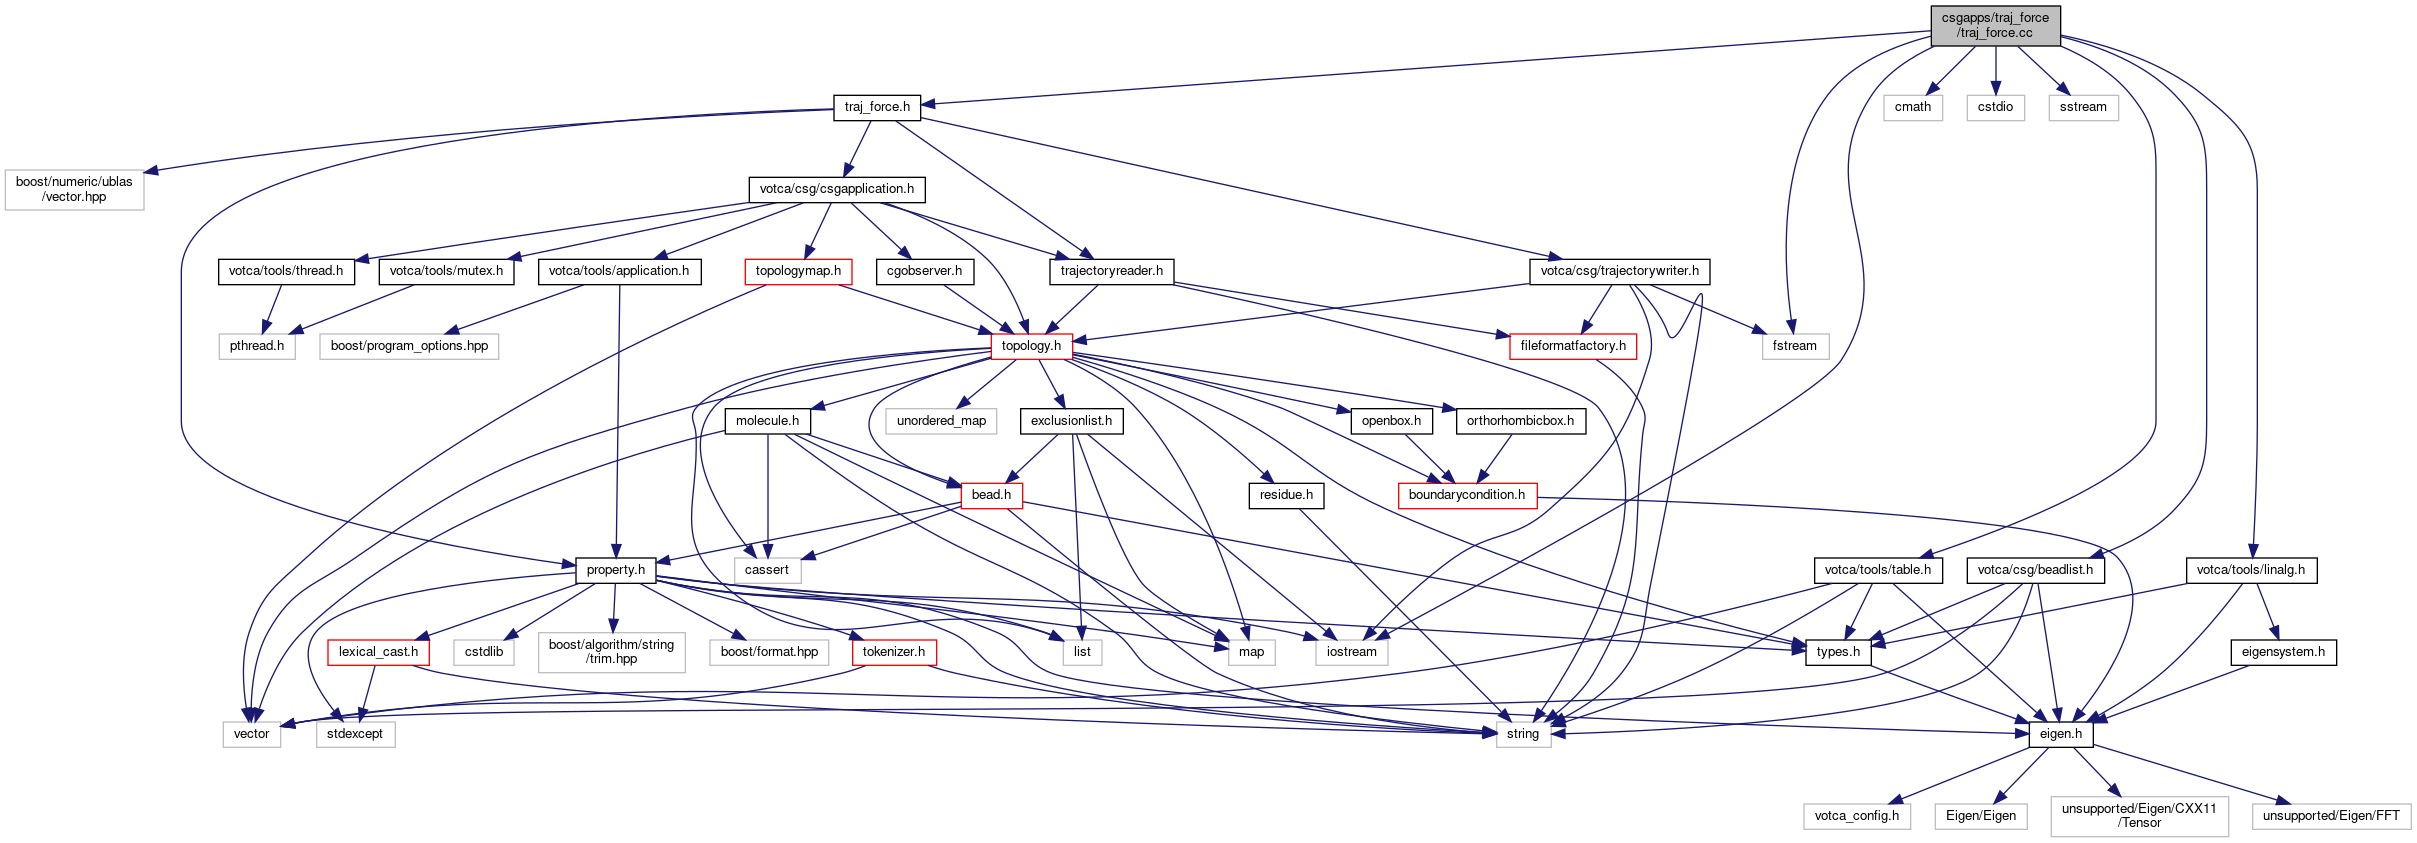 csgapps/traj_force
/traj_force.cc
traj_force.h
cmath
cstdio
sstream
boost/numeric/ublas
/vector.hpp
votca/csg/csgapplication.h
votca/tools/thread.h
votca/tools/mutex.h
votca/tools/application.h
topologymap.h
cgobserver.h
trajectoryreader.h
votca/csg/trajectorywriter.h
pthread.h
boost/program_options.hpp
topology.h
fileformatfactory.h
fstream
molecule.h
unordered_map
exclusionlist.h
openbox.h
orthorhombicbox.h
bead.h
residue.h
boundarycondition.h
property.h
cassert
votca/tools/table.h
votca/csg/beadlist.h
votca/tools/linalg.h
lexical_cast.h
cstdlib
boost/algorithm/string
/trim.hpp
boost/format.hpp
tokenizer.h
list
map
iostream
types.h
eigensystem.h
vector
stdexcept
string
eigen.h
votca_config.h
Eigen/Eigen
unsupported/Eigen/CXX11
/Tensor
unsupported/Eigen/FFT